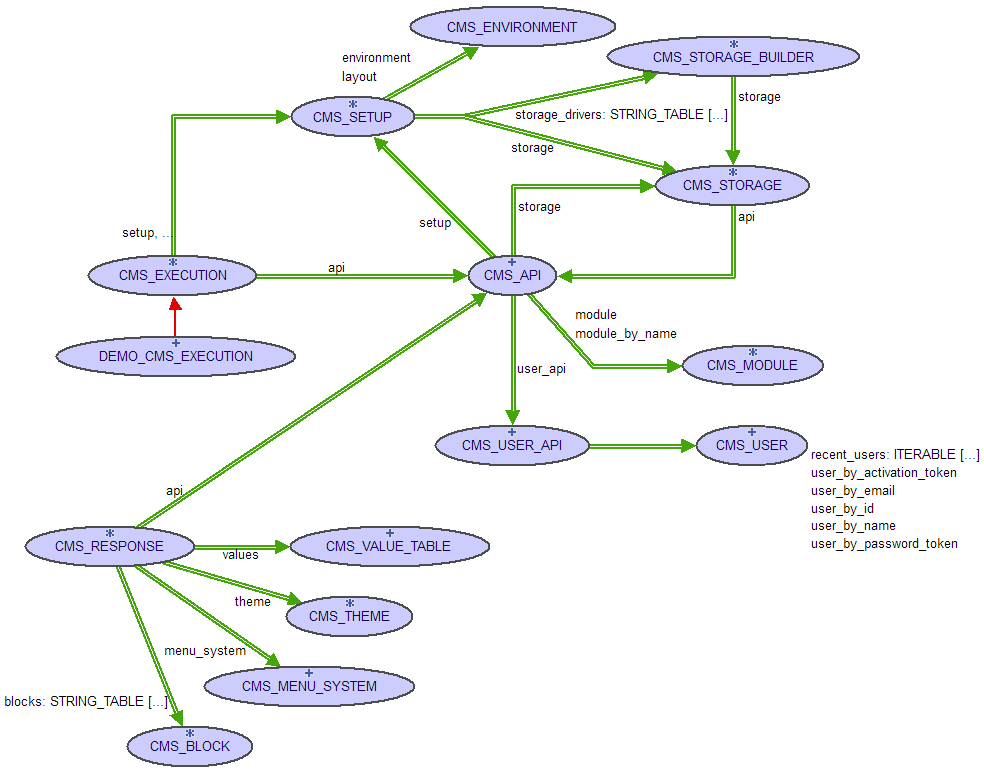 CMS_ENVIRONMENT
*
CMS_STORAGE_BUILDER
environment
layout
*
CMS_SETUP
storage
storage_drivers: STRING_TABLE [...]
storage
*
CMS_STORAGE
storage
api
setup
setup, ...
*
CMS_EXECUTION
api
+
CMS_API
module
module_by_name
+
DEMO_CMS_EXECUTION
*
CMS_MODULE
user_api
+
CMS_USER_API
+
CMS_USER
recent_users: ITERABLE [...]
user_by_activation_token
user_by_email
user_by_id
user_by_name
user_by_password_token
api
*
CMS_RESPONSE
values
+
CMS_VALUE_TABLE
theme
*
CMS_THEME
menu_system
+
CMS_MENU_SYSTEM
blocks: STRING_TABLE [...]
*
CMS_BLOCK